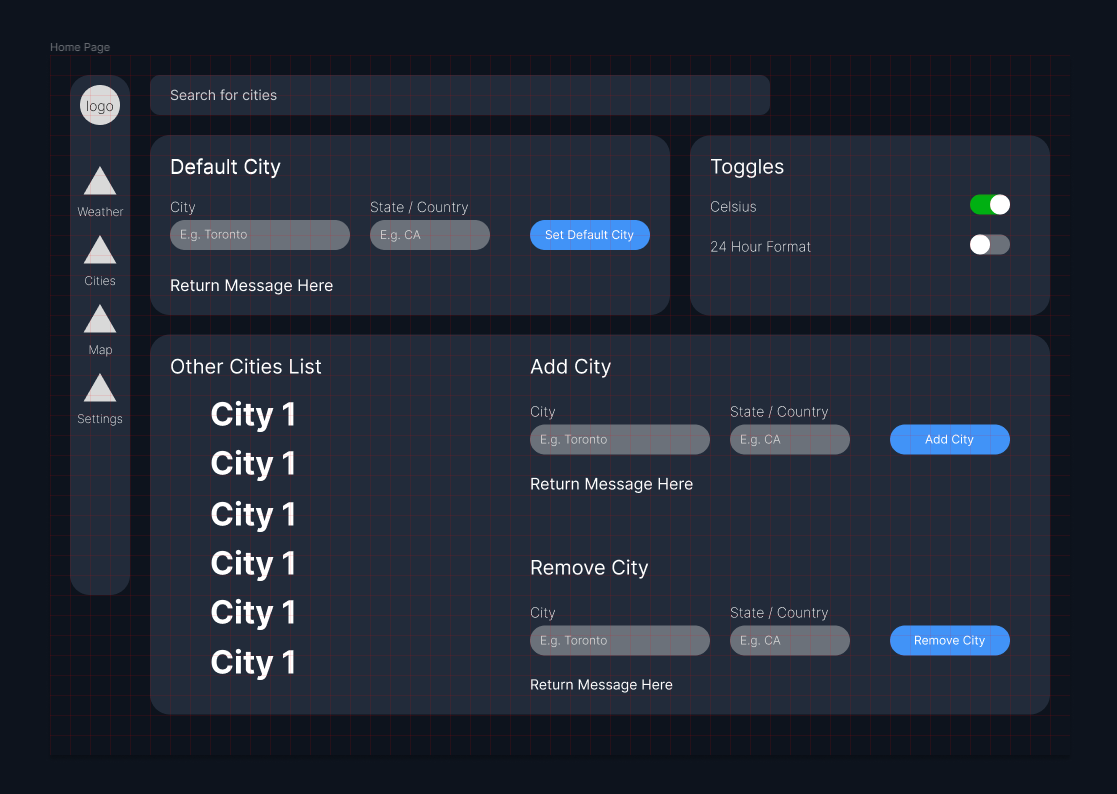 Home Page
logo
Weather
Cities
Map
Settings
Search for cities
Default City
City State / Country
E.g. Toronto E.g. CA Set Default City
Return Message Here
Toggles
Celsius
24 Hour Format
Other Cities List
City 1
City 1
City 1
City 1
City 1
City 1
Add City
City State / Country
E.g. Toronto E.g. CA Add City
Return Message Here
Remove City
City State / Country
E.g. Toronto E.g. CA Remove City
Return Message Here